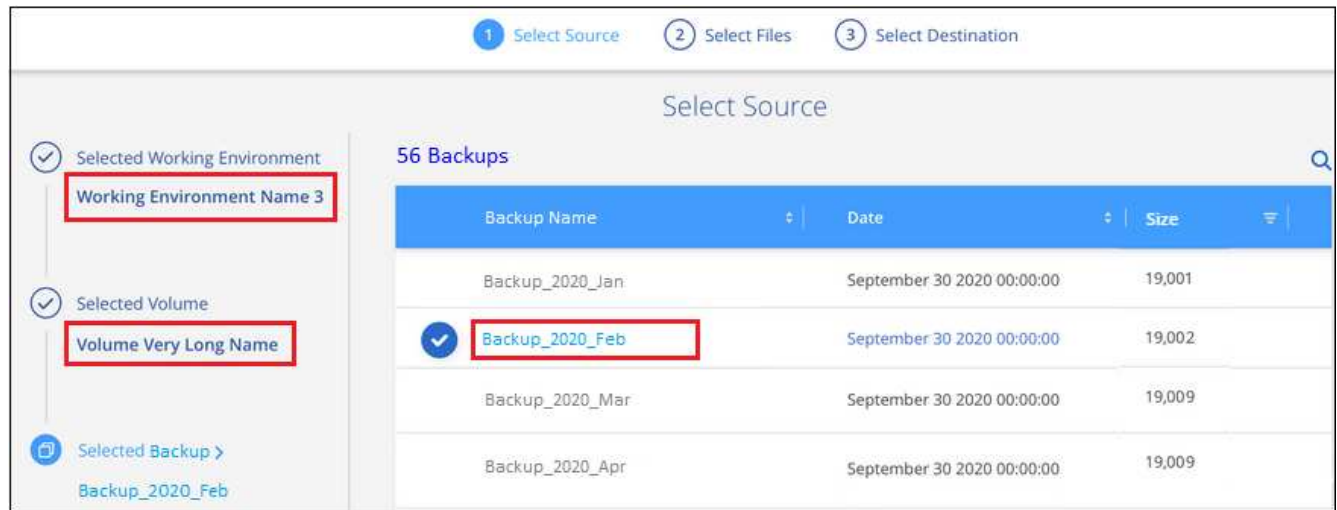 1 Select Source 2 Select Files 3 Select Destination
Select Source
Selected Working Environment
Working Environment Name 3
Selected Volume
Volume Very Long Name
Selected Backup >
Backup_2020_Feb
56 Backups
Backup Name Date Size
Backup_2020_Jan September 30 2020 00:00:00 19,001
Backup_2020_Feb September 30 2020 00:00:00 19,002
Backup_2020_Mar September 30 2020 00:00:00 19,009
Backup_2020_Apr September 30 2020 00:00:00 19,009